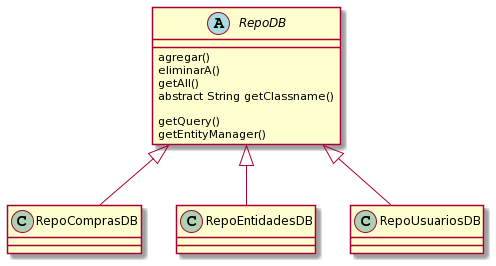 A RepoDB
agregar()
eliminarA()
getAll()
abstract String getClassname()
getQuery()
getEntityManager()
C RepoComprasDB
C RepoEntidadesDB
C RepoUsuariosDB